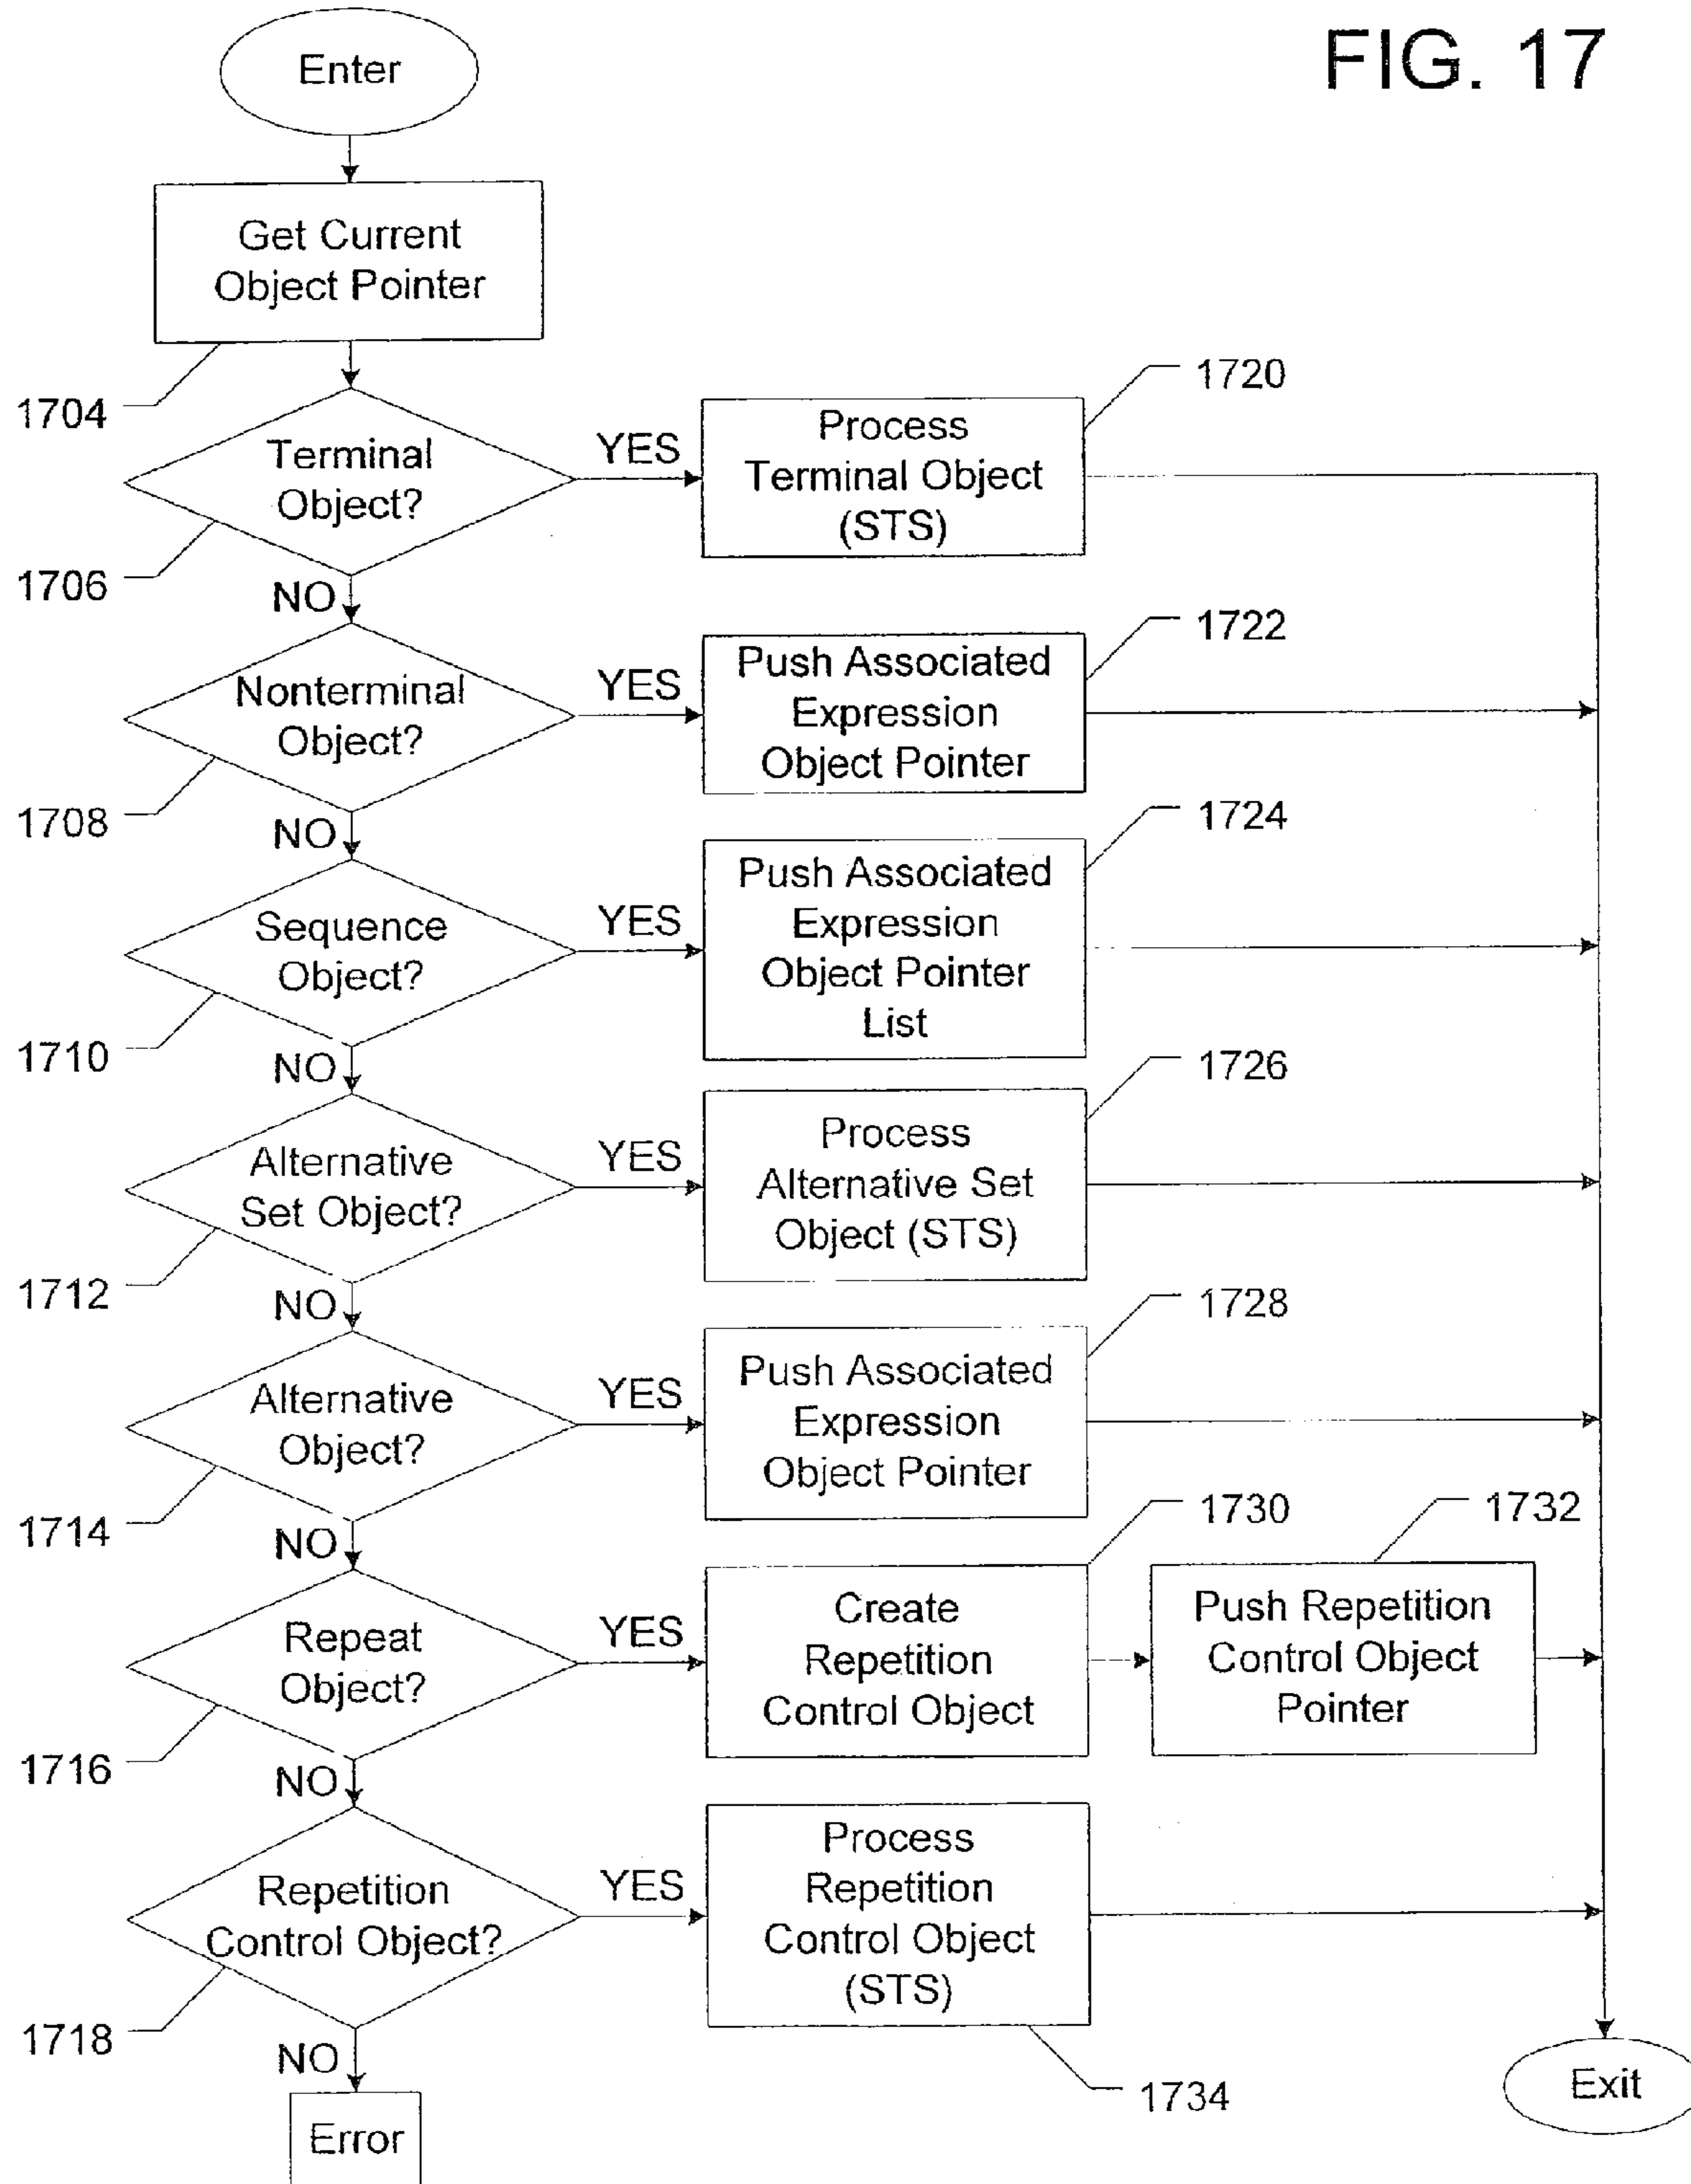 FIG. 17
Enter
Get Current
Object Pointer
1704
Terminal
Object?
1706
YES
Process
Terminal Object
(STS)
1720
NO
Nonterminal
Object?
1708
YES
Push Associated
Expression
Object Pointer
1722
NO
Sequence
Object?
1710
YES
Push Associated
Expression
Object Pointer
List
1724
NO
Alternative
Set Object?
1712
YES
Process
Alternative Set
Object (STS)
1726
NO
Alternative
Object?
1714
YES
Push Associated
Expression
Object Pointer
1728
NO
Repeat
Object?
1716
YES
Create
Repetition
Control Object
1730
Push Repetition
Control Object
Pointer
1732
NO
Repetition
Control Object?
1718
YES
Process
Repetition
Control Object
(STS)
1734
NO
Error
Exit